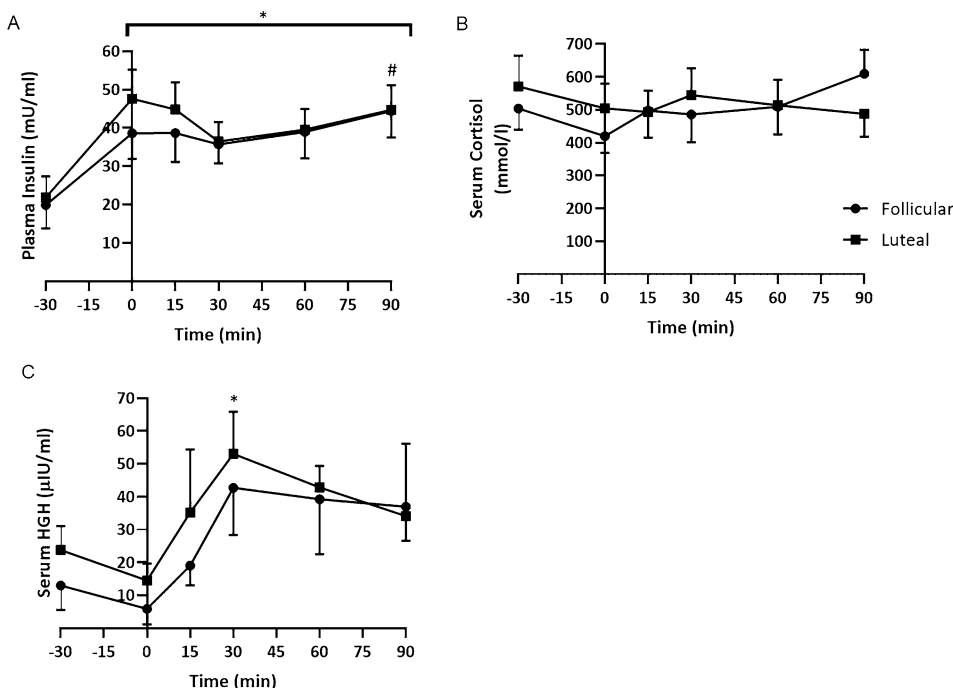 A
*
60
50
40
30
20
10
#
Plasma Insulin (mU/ml)
-30 -15 0 15 30 45 60 75 90
Time (min)
B
700
600
500
400
300
200
100
Serum Cortisol
(mmol/l)
-30 -15 0 15 30 45 60 75 90
Time (min)
Follicular
Luteal
C
70
60
50
40
30
20
10
*
Serum HGH (µIU/ml)
-30 -15 0 15 30 45 60 75 90
Time (min)